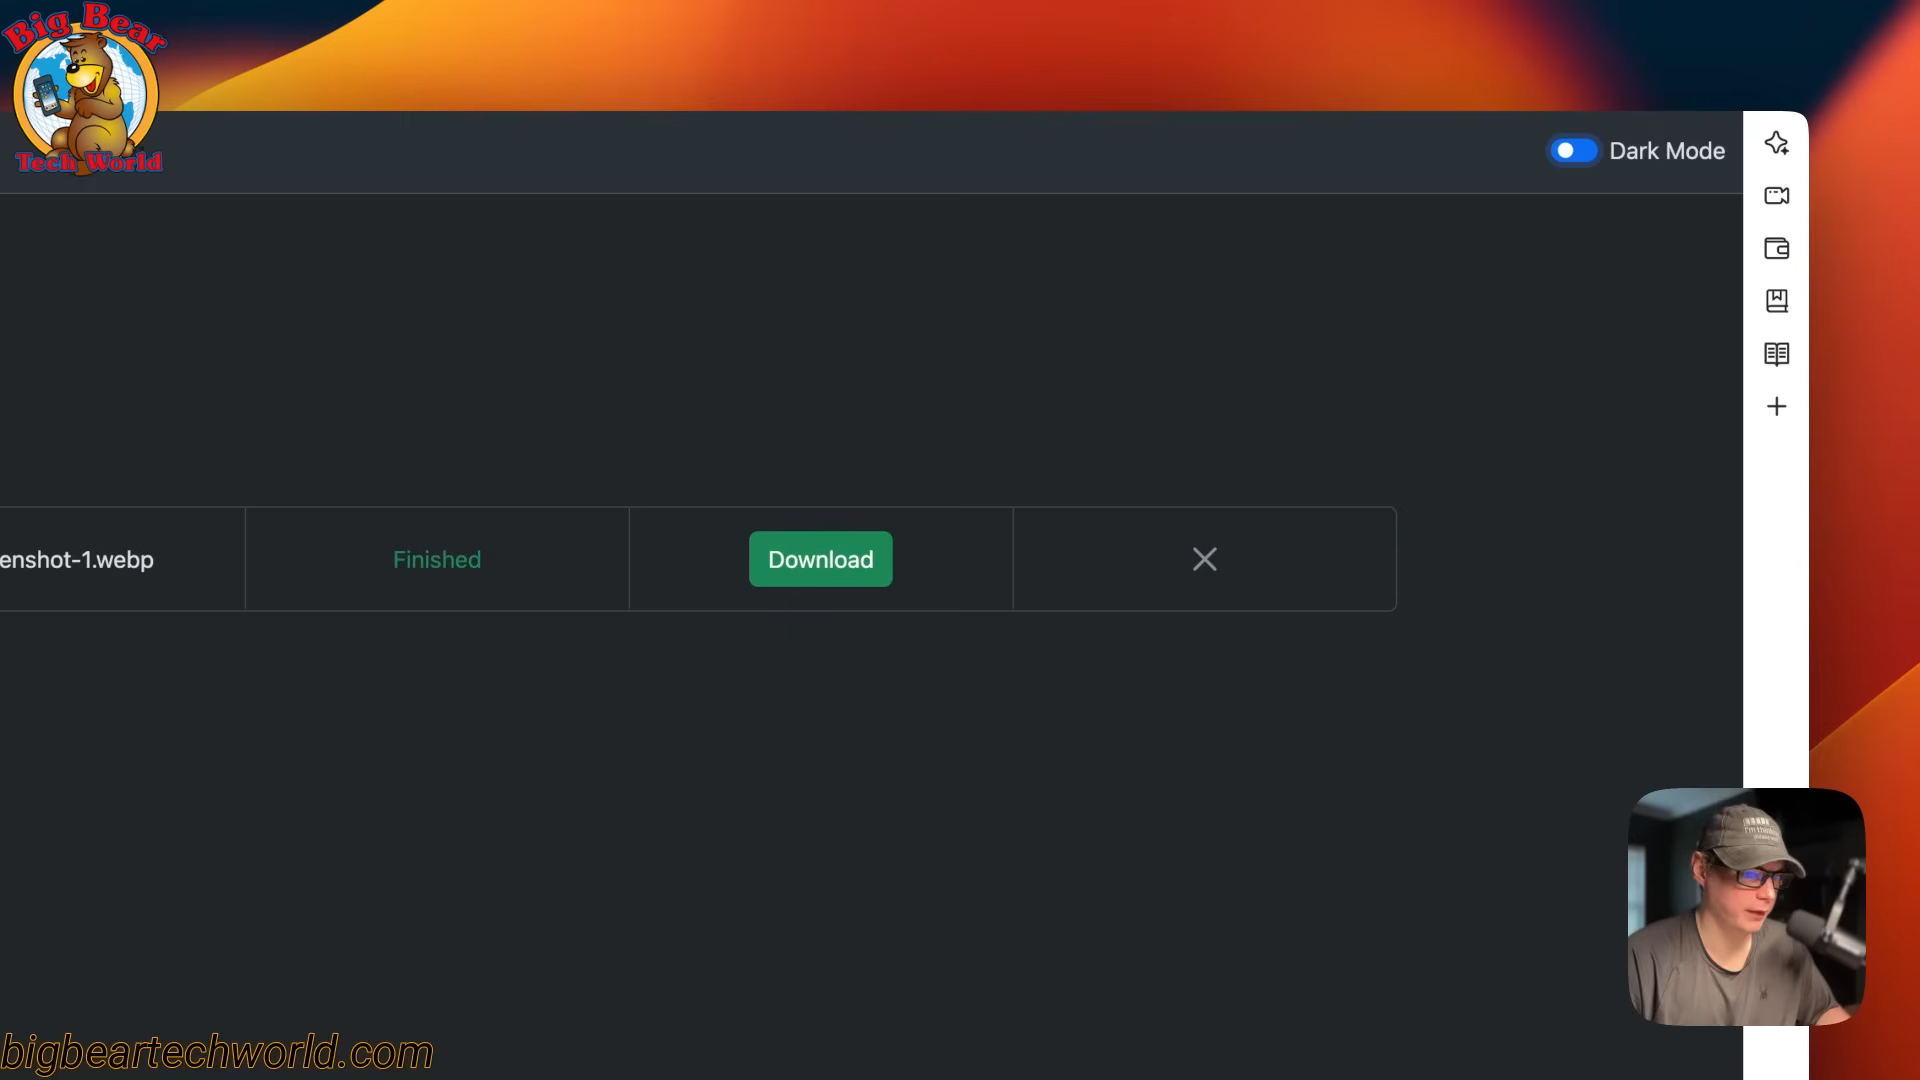 Big Bear
Tech World
Dark Mode
enshot-1.webp
Finished
Download
bigbeartechworld.com